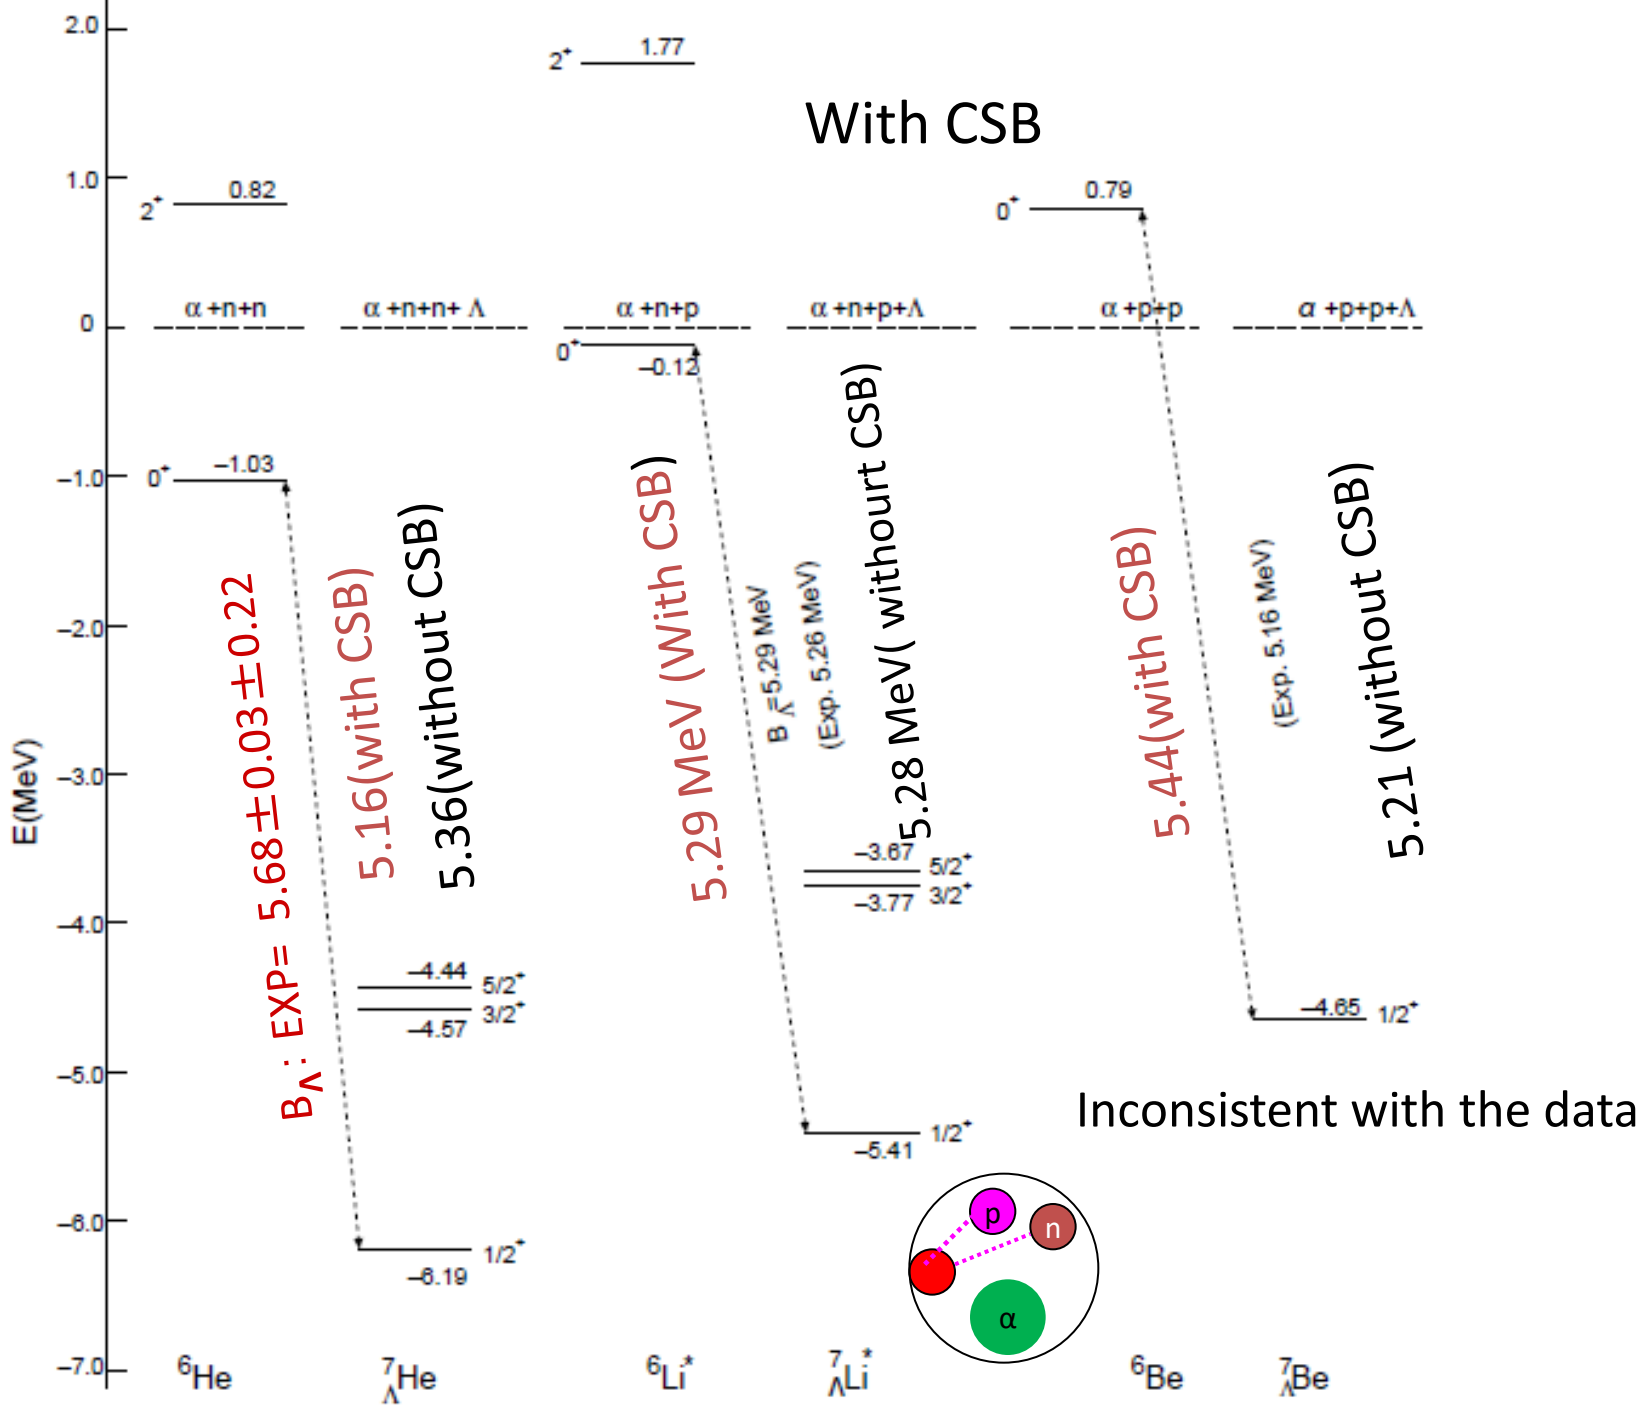 With CSB
E(MeV)
2.0
1.0
0
−1.0
−2.0
−3.0
−4.0
−5.0
−6.0
−7.0
2⁺ 0.82
α +n+n
0⁺ −1.03
B_Λ : EXP= 5.68±0.03±0.22
5.16(with CSB)
5.36(without CSB)
α +n+n+ Λ
−4.44 5/2⁺
−4.57 3/2⁺
−6.19 1/2⁺
2⁺ 1.77
α +n+p
0⁺ −0.12
5.29 MeV (With CSB)
B_Λ=5.29 MeV
(Exp. 5.26 MeV)
5.28 MeV( withourt CSB)
α +n+p+Λ
−3.67 5/2⁺
−3.77 3/2⁺
−5.41 1/2⁺
0⁺ 0.79
α +p+p
5.44(with CSB)
(Exp. 5.16 MeV)
5.21 (without CSB)
α +p+p+Λ
−4.65 1/2⁺
Inconsistent with the data
p
n
α
⁶He
⁷_ΛHe
⁶Li*
⁷_ΛLi*
⁶Be
⁷_ΛBe